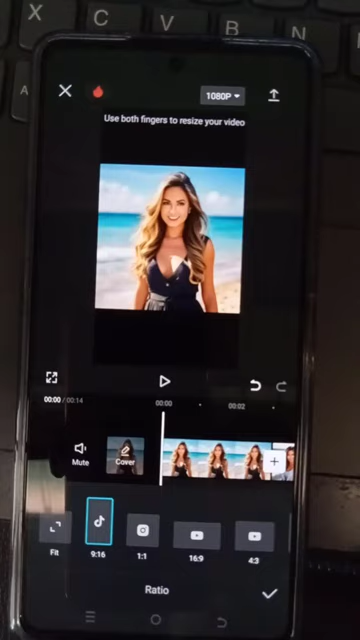 X C V B N
A
1080P
Use both fingers to resize your video
00:00 / 00:14
00:00
00:02
Mute
Cover
Fit
9:16
1:1
16:9
4:3
Ratio